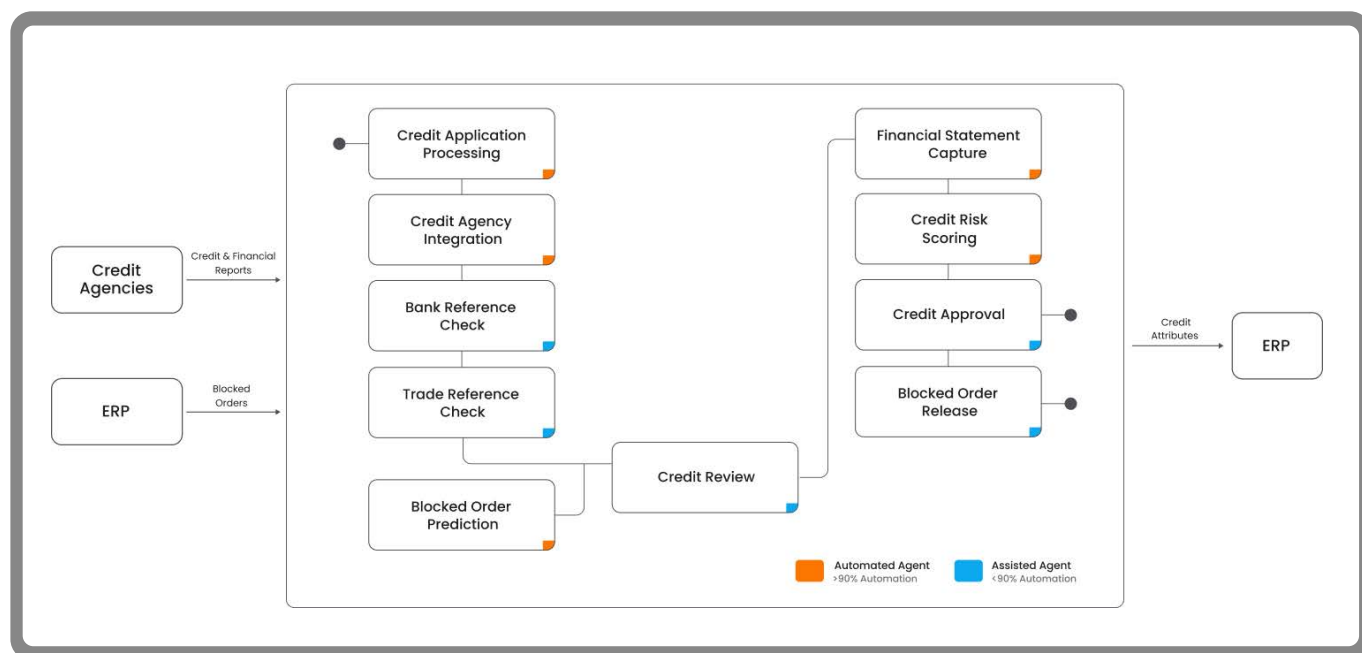 Credit Agencies
Credit & Financial
Reports
ERP
Blocked
Orders
Credit Application
Processing
Credit Agency
Integration
Bank Reference
Check
Trade Reference
Check
Blocked Order
Prediction
Credit Review
Financial Statement
Capture
Credit Risk
Scoring
Credit Approval
Blocked Order
Release
Automated Agent
>90% Automation
Assisted Agent
<90% Automation
Credit
Attributes
ERP